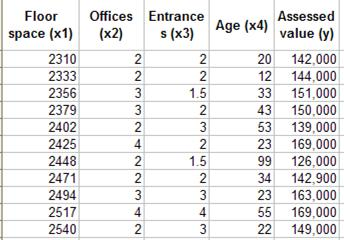 Floor space (x1) Offices (x2) Entrance s (x3) Age (x4) Assessed value (y)
2310 2 2 20 142,000
2333 2 2 12 144,000
2356 3 1.5 33 151,000
2379 3 2 43 150,000
2402 2 3 53 139,000
2425 4 2 23 169,000
2448 2 1.5 99 126,000
2471 2 2 34 142,900
2494 3 3 23 163,000
2517 4 4 55 169,000
2540 2 3 22 149,000